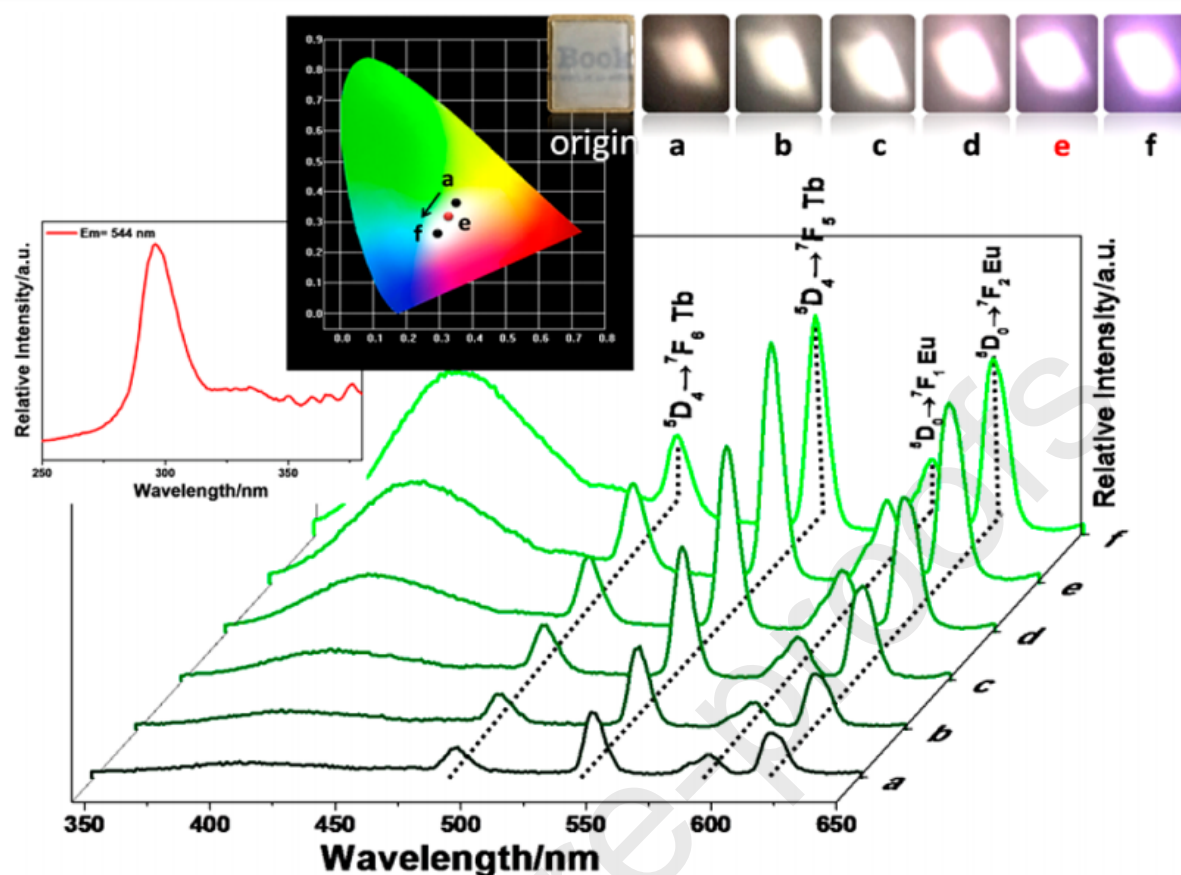 Book
origin a b c d e f
0.9
0.8
0.7
0.6
0.5
0.4
0.3
0.2
0.1
0.0
0.0 0.1 0.2 0.3 0.4 0.5 0.6 0.7 0.8
a
e
f
Em= 544 nm
Relative Intensity/a.u.
250 300 350
Wavelength/nm
⁵D₄→⁷F₆ Tb
⁵D₄→⁷F₅ Tb
⁵D₀→⁷F₁ Eu
⁵D₀→⁷F₂ Eu
Relative Intensity/a.u.
f
e
d
c
b
a
350 400 450 500 550 600 650
Wavelength/nm
re-proofs